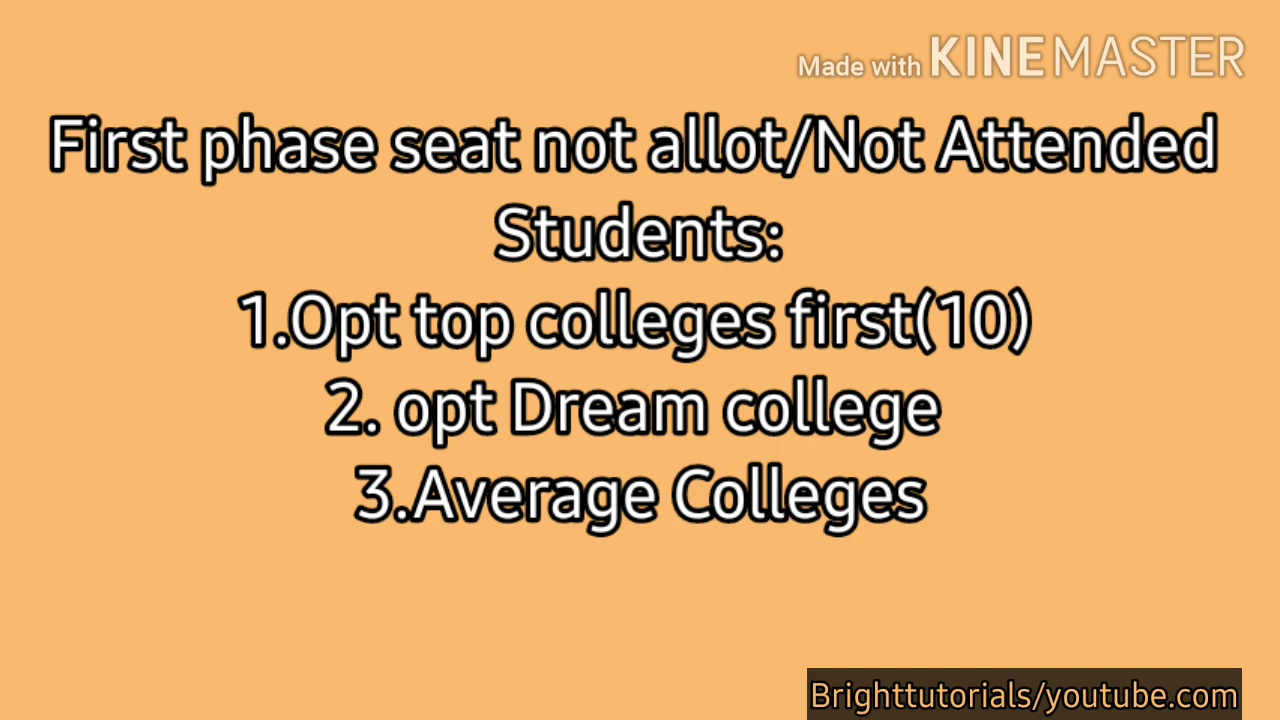 Made with KINEMASTER
First phase seat not allot/Not Attended
Students:
1.Opt top colleges first(10)
2. opt Dream college
3.Average Colleges
Brighttutorials/youtube.com